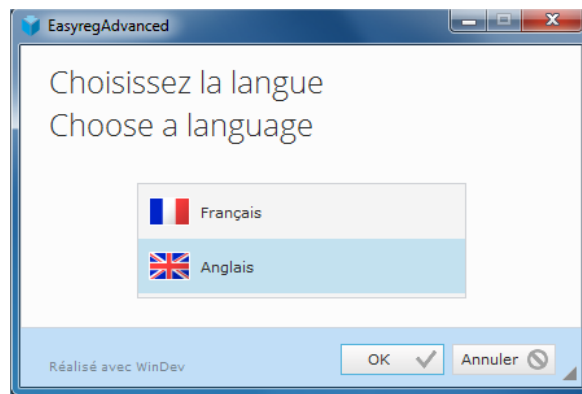 EasyregAdvanced
Choisissez la langue
Choose a language
Français
Anglais
Réalisé avec WinDev
OK
Annuler